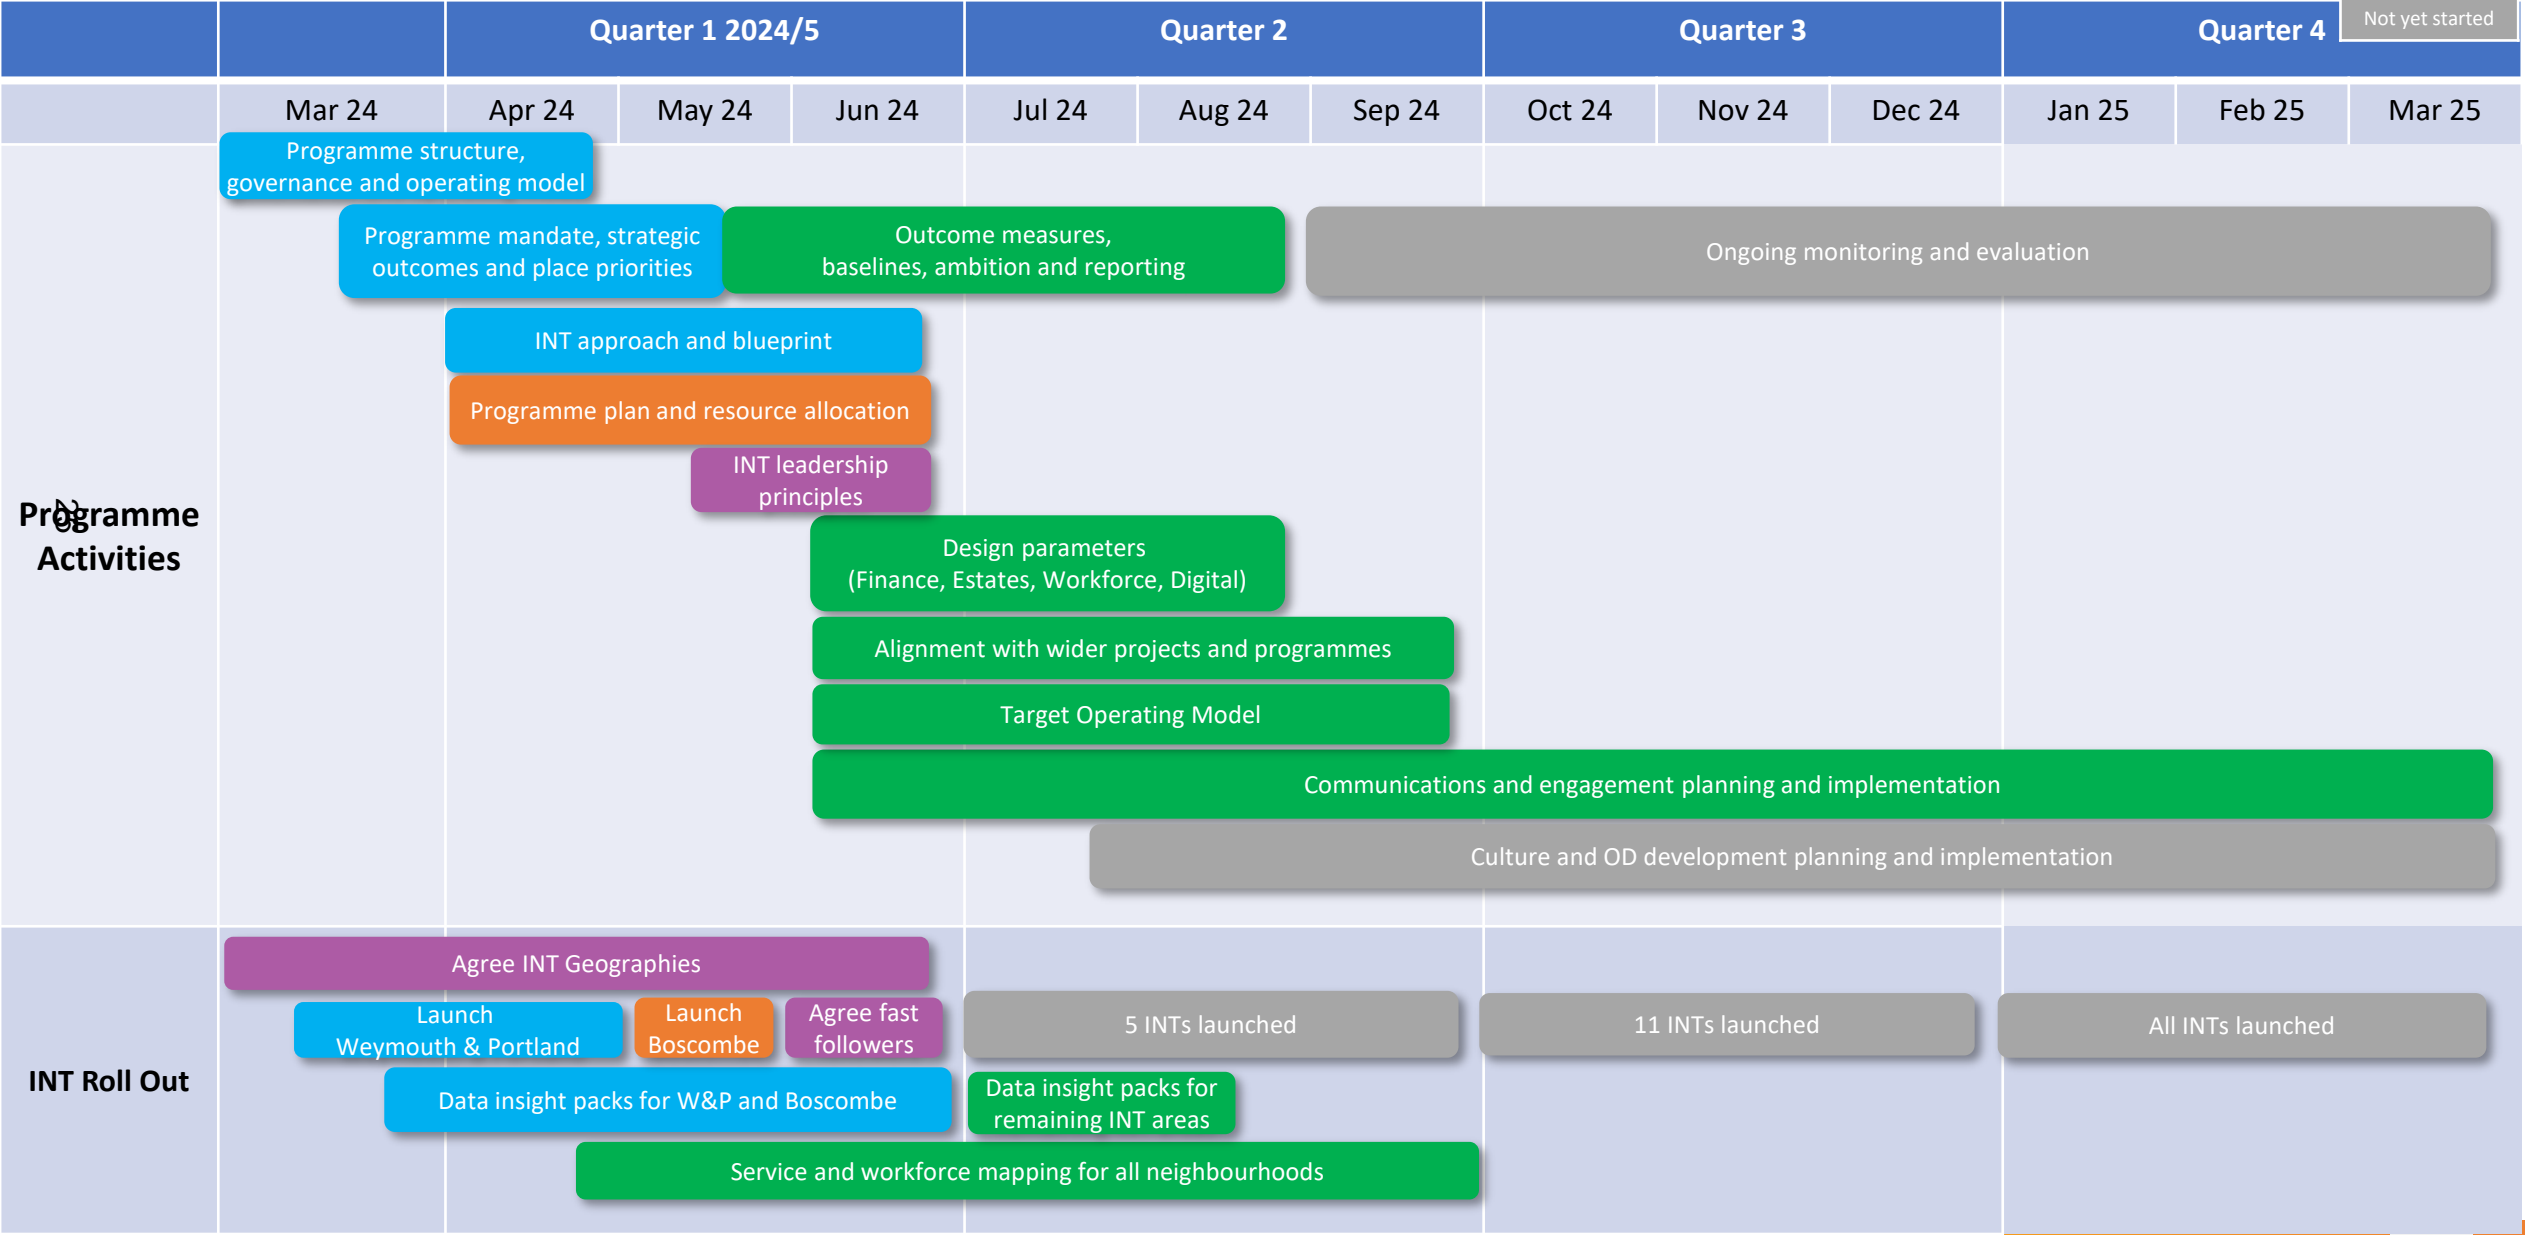 Quarter 1 2024/5
Quarter 2
Quarter 3
Quarter 4
Not yet started
Mar 24
Apr 24
May 24
Jun 24
Jul 24
Aug 24
Sep 24
Oct 24
Nov 24
Dec 24
Jan 25
Feb 25
Mar 25
Programme
Activities
Programme structure,
governance and operating model
Programme mandate, strategic
outcomes and place priorities
Outcome measures,
baselines, ambition and reporting
Ongoing monitoring and evaluation
INT approach and blueprint
Programme plan and resource allocation
INT leadership
principles
Design parameters
(Finance, Estates, Workforce, Digital)
Alignment with wider projects and programmes
Target Operating Model
Communications and engagement planning and implementation
Culture and OD development planning and implementation
INT Roll Out
Agree INT Geographies
Launch
Weymouth & Portland
Launch
Boscombe
Agree fast
followers
5 INTs launched
11 INTs launched
All INTs launched
Data insight packs for W&P and Boscombe
Data insight packs for
remaining INT areas
Service and workforce mapping for all neighbourhoods